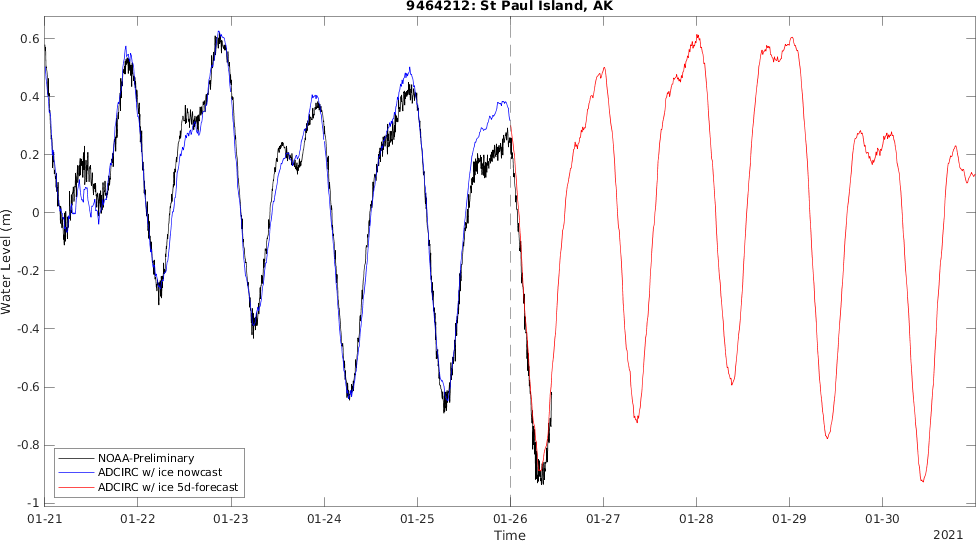 9464212: St Paul Island, AK
0.6
0.4
0.2
0
-0.2
-0.4
-0.6
-0.8
-1
Water Level (m)
NOAA-Preliminary
ADCIRC w/ ice nowcast
ADCIRC w/ ice 5d-forecast
01-21 01-22 01-23 01-24 01-25 01-26 01-27 01-28 01-29 01-30
Time
2021